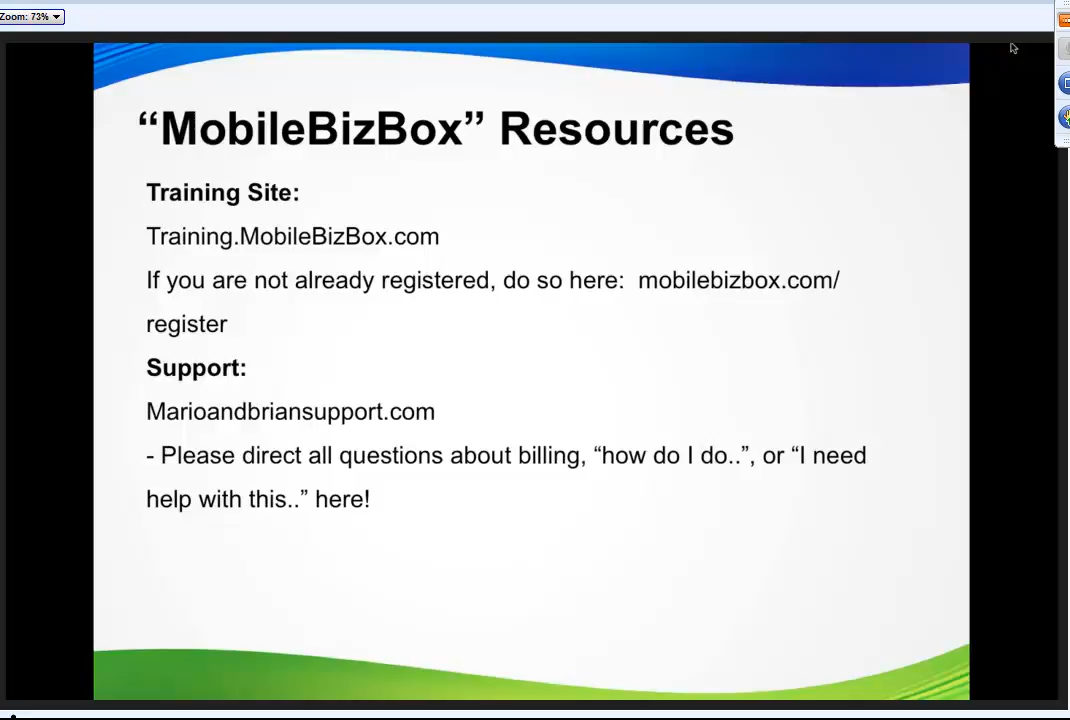 Zoom: 73%
“MobileBizBox” Resources
Training Site:
Training.MobileBizBox.com
If you are not already registered, do so here:  mobilebizbox.com/
register
Support:
Marioandbriansupport.com
- Please direct all questions about billing, “how do I do..”, or “I need
help with this..” here!